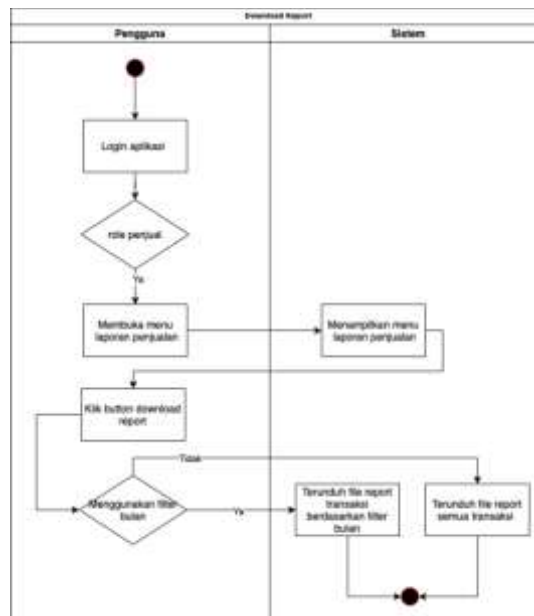 Download Report
Pengguna
Sistem
Login aplikasi
role penjual
Ya
Membuka menu
laporan penjualan
Menampilkan menu
laporan penjualan
Klik button download
report
Tidak
Menggunakan filter
bulan
Ya
Terunduh file report
transaksi
berdasarkan filter
bulan
Terunduh file report
semua transaksi